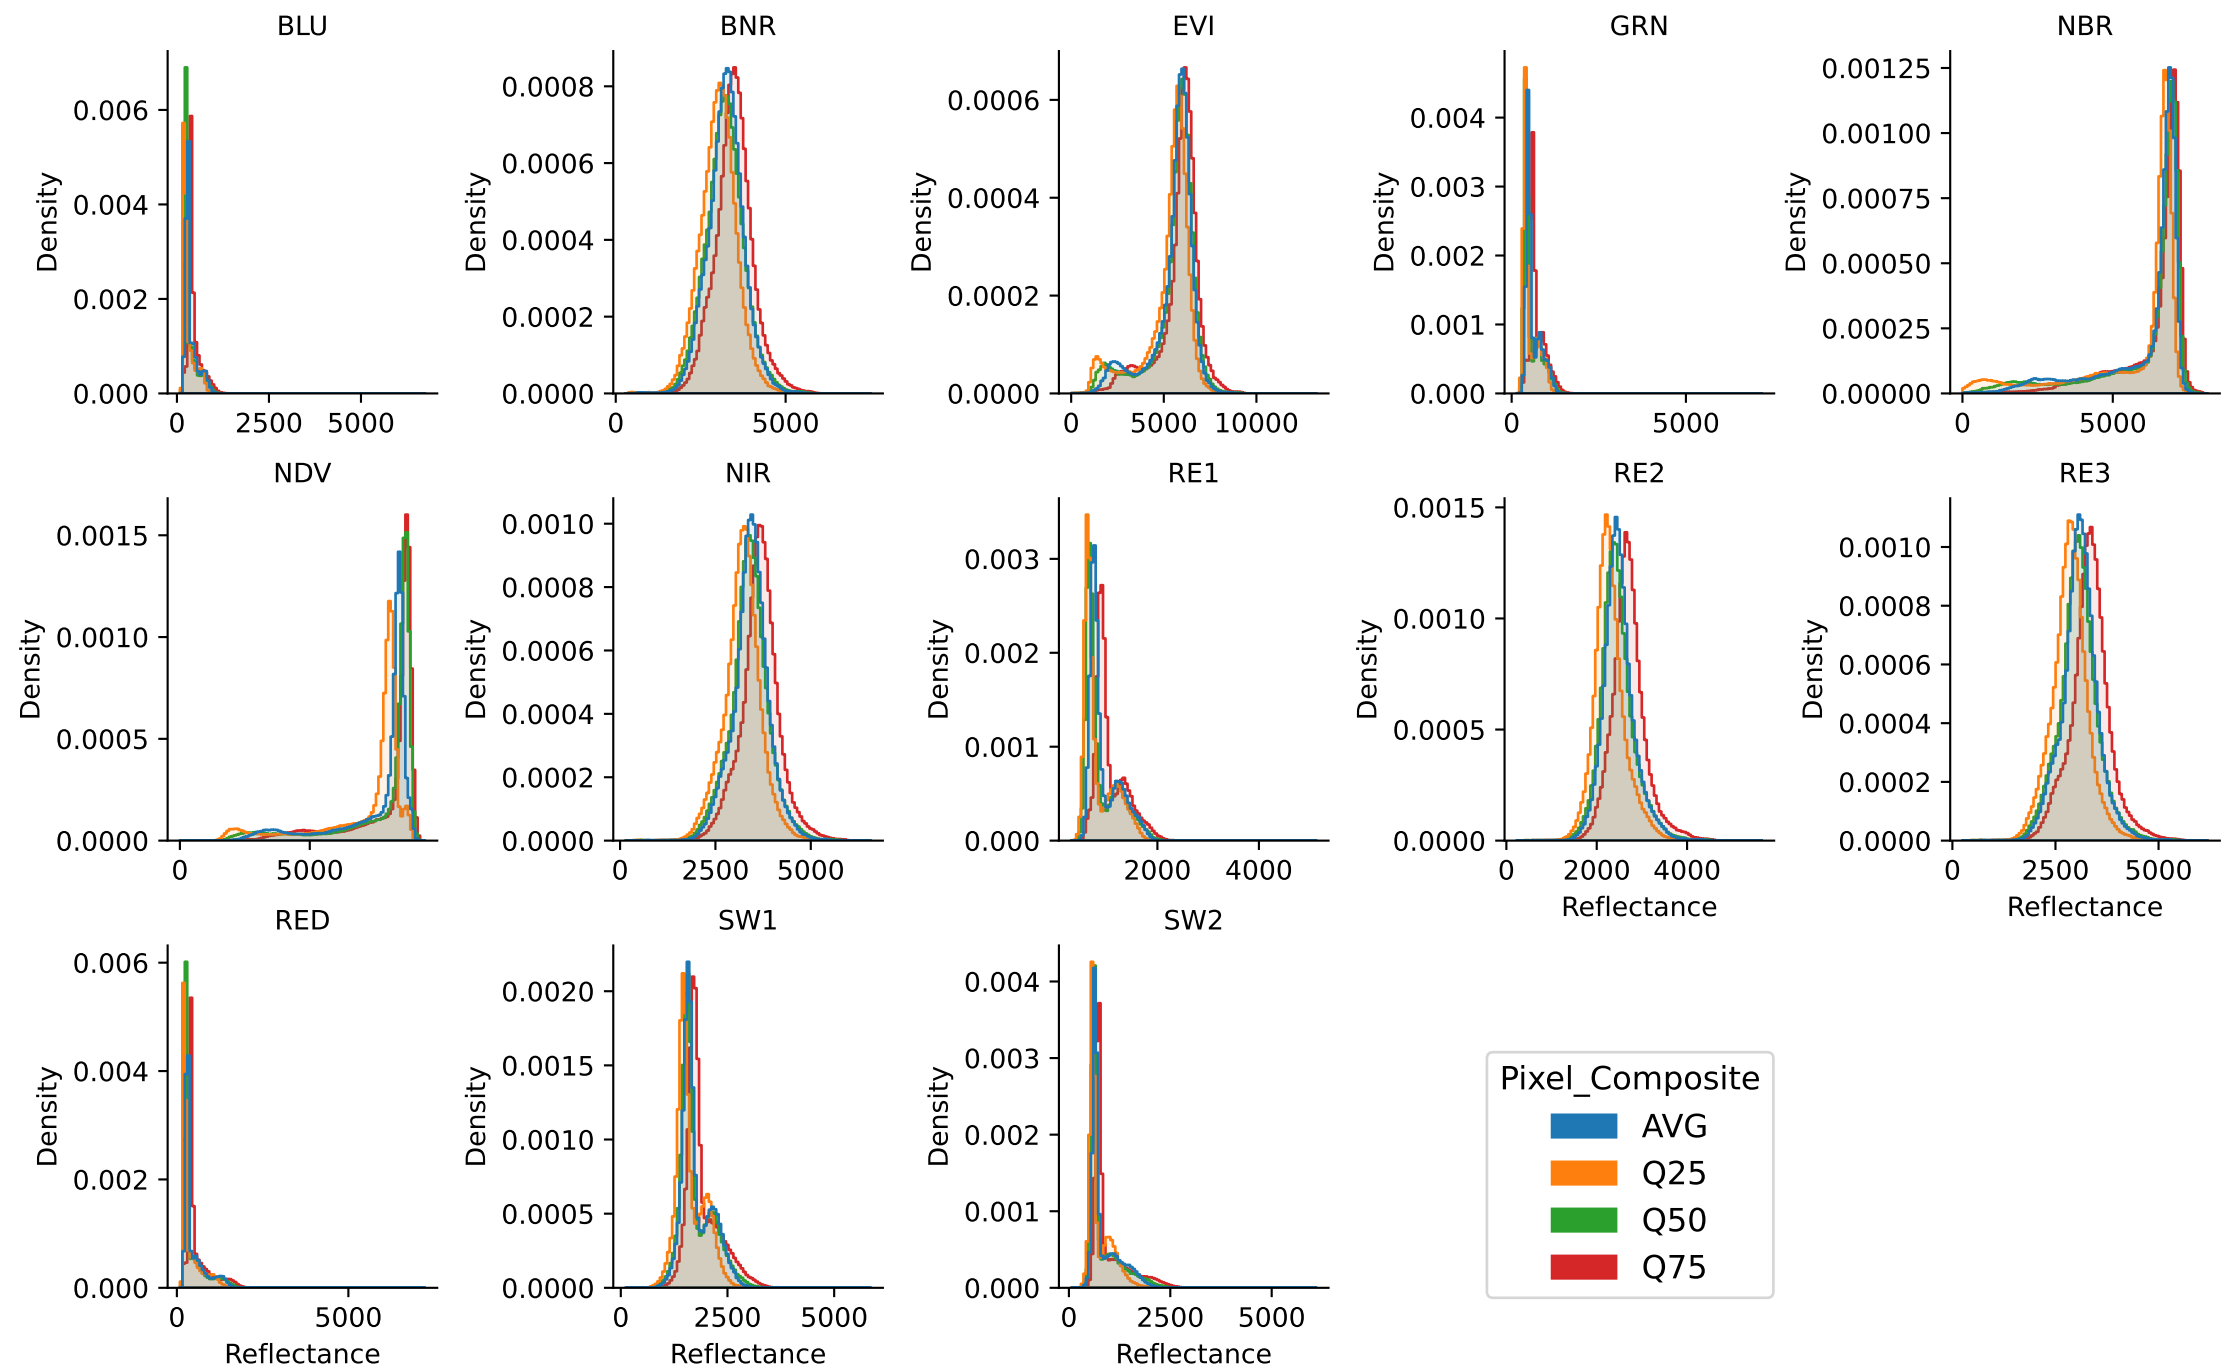 BLU
BNR
EVI
GRN
NBR
Density
0.006
0.004
0.002
0.000
0
2500
5000
Density
0.0008
0.0006
0.0004
0.0002
0.0000
0
5000
Density
0.0006
0.0004
0.0002
0.0000
0
5000
10000
Density
0.004
0.003
0.002
0.001
0.000
0
5000
Density
0.00125
0.00100
0.00075
0.00050
0.00025
0.00000
0
5000
NDV
NIR
RE1
RE2
RE3
Density
0.0015
0.0010
0.0005
0.0000
0
5000
Density
0.0010
0.0008
0.0006
0.0004
0.0002
0.0000
0
2500
5000
Density
0.003
0.002
0.001
0.000
2000
4000
Density
0.0015
0.0010
0.0005
0.0000
0
2000
4000
Reflectance
Density
0.0010
0.0008
0.0006
0.0004
0.0002
0.0000
0
2500
5000
Reflectance
RED
SW1
SW2
Density
0.006
0.004
0.002
0.000
0
5000
Reflectance
Density
0.0020
0.0015
0.0010
0.0005
0.0000
0
2500
5000
Reflectance
Density
0.004
0.003
0.002
0.001
0.000
0
2500
5000
Reflectance
Pixel_Composite
AVG
Q25
Q50
Q75